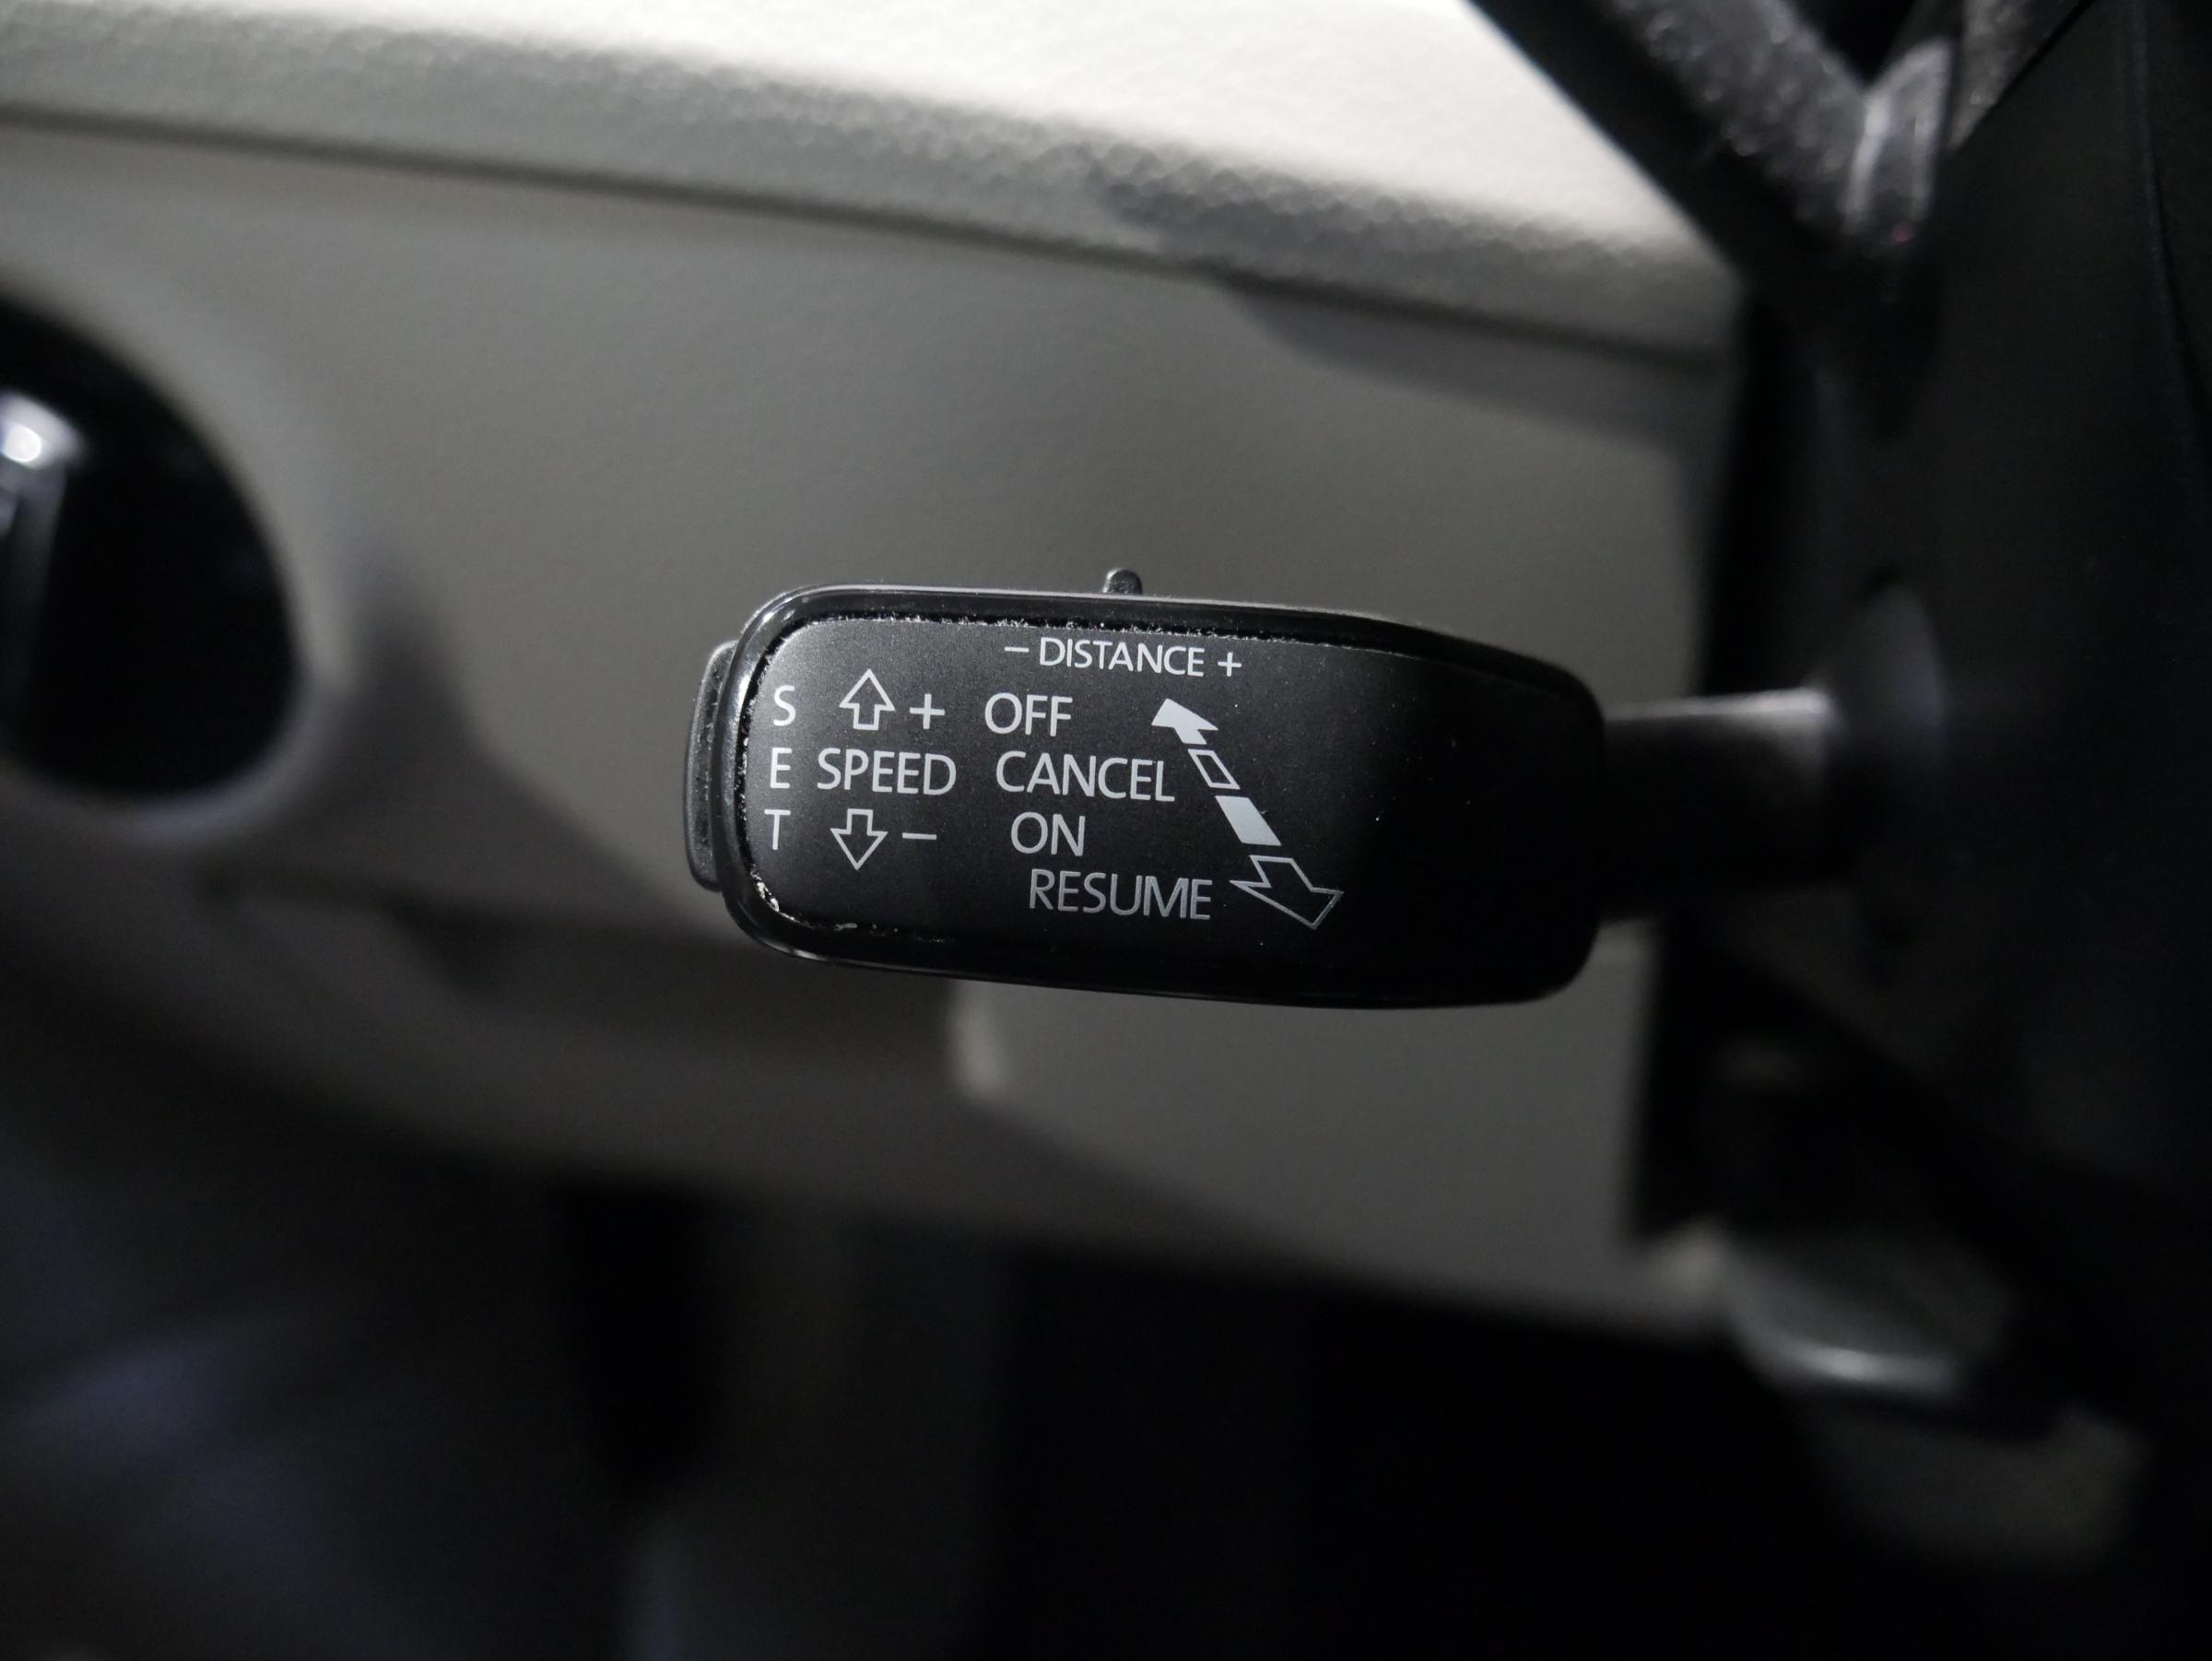 – DISTANCE +
S + OFF
E SPEED CANCEL
T – ON
RESUME